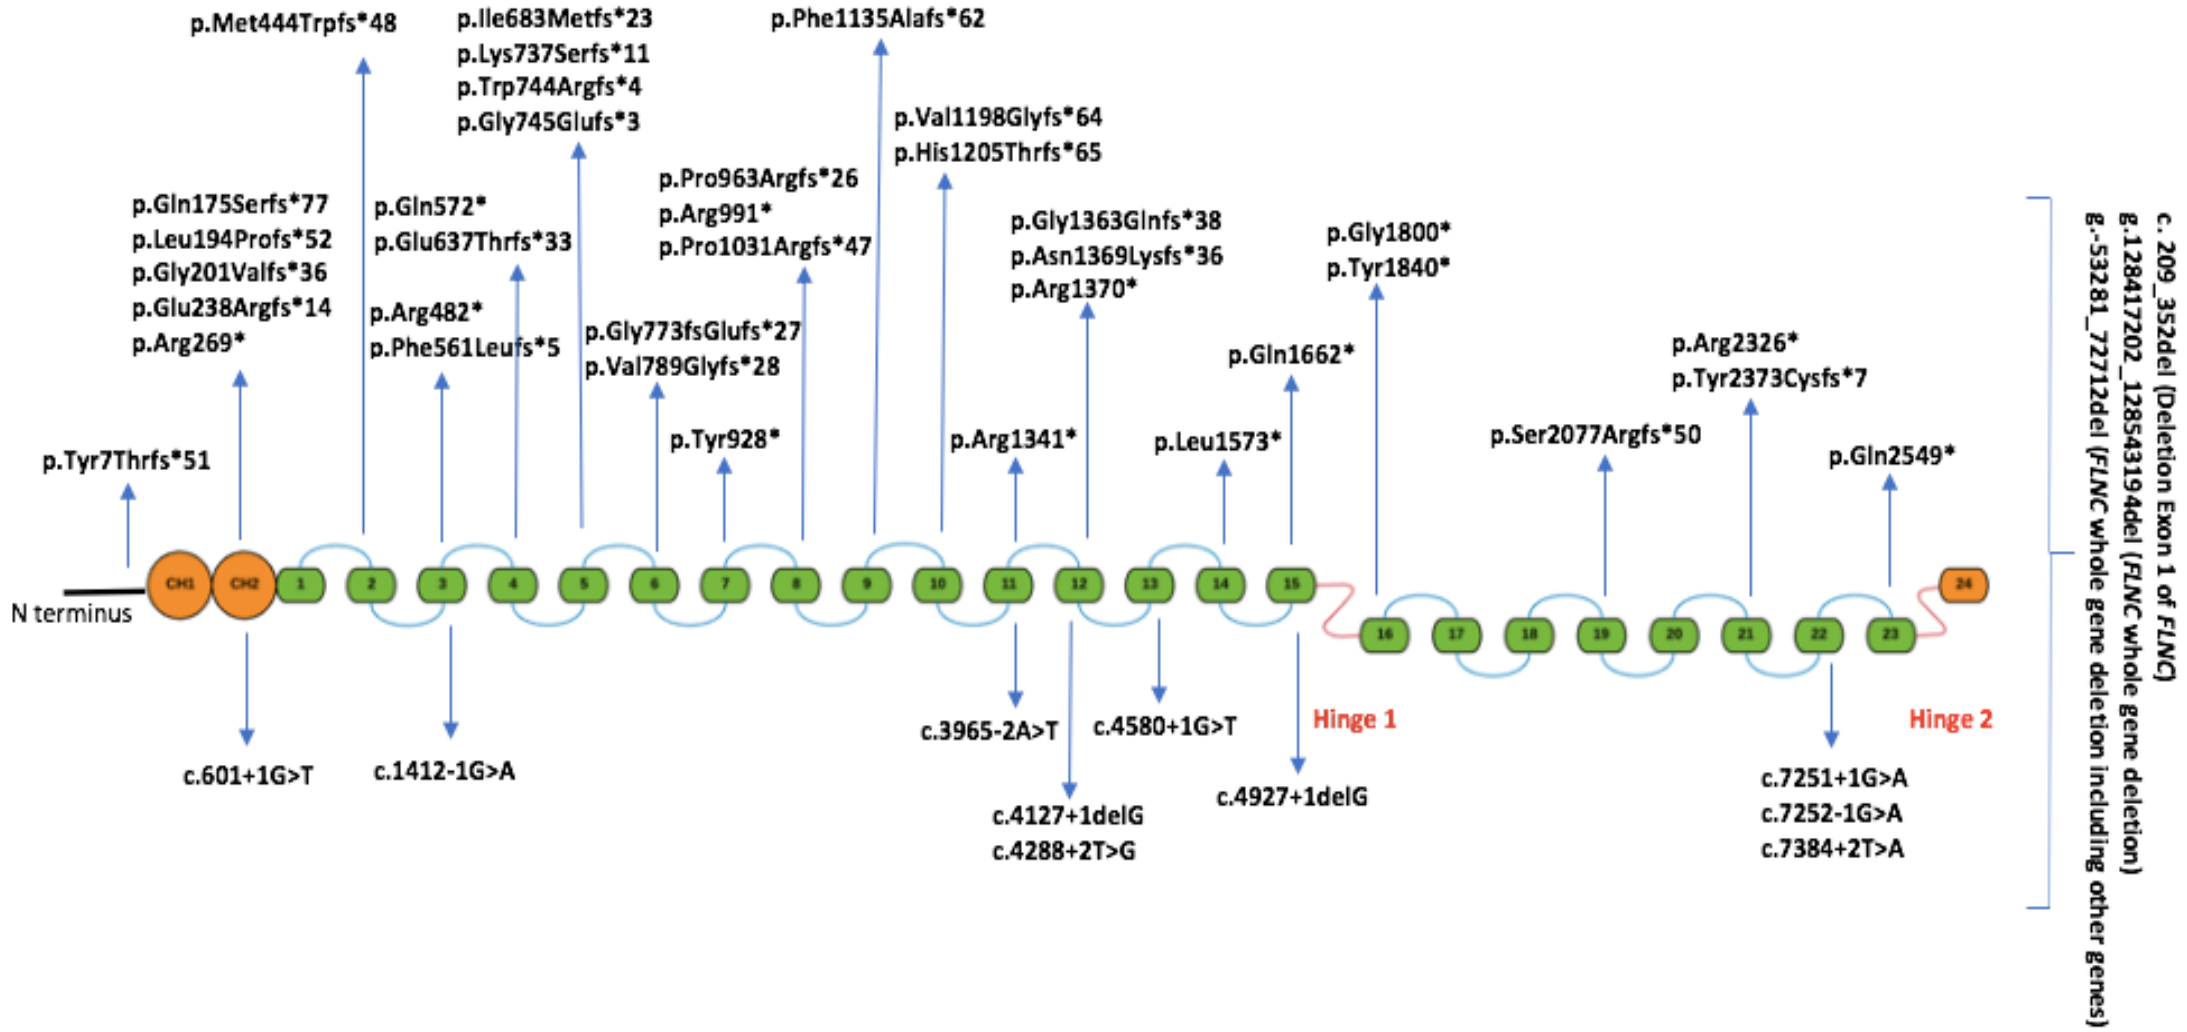 p.Met444Trpfs*48
p.Ile683Metfs*23
p.Lys737Serfs*11
p.Trp744Argfs*4
p.Gly745Glufs*3
p.Phe1135Alafs*62
p.Val1198Glyfs*64
p.His1205Thrfs*65
p.Gln175Serfs*77
p.Leu194Profs*52
p.Gly201Valfs*36
p.Glu238Argfs*14
p.Arg269*
p.Gln572*
p.Glu637Thrfs*33
p.Arg482*
p.Phe561Leufs*5
p.Pro963Argfs*26
p.Arg991*
p.Pro1031Argfs*47
p.Gly773fsGlufs*27
p.Val789Glyfs*28
p.Gly1363Glnfs*38
p.Asn1369Lysfs*36
p.Arg1370*
p.Gly1800*
p.Tyr1840*
p.Gln1662*
p.Arg2326*
p.Tyr2373Cysfs*7
p.Tyr7Thrfs*51
p.Tyr928*
p.Arg1341*
p.Leu1573*
p.Ser2077Argfs*50
p.Gln2549*
N terminus
CH1 CH2 1 2 3 4 5 6 7 8 9 10 11 12 13 14 15
16 17 18 19 20 21 22 23 24
c.601+1G>T
c.1412-1G>A
c.3965-2A>T
c.4580+1G>T
c.4127+1delG
c.4288+2T>G
c.4927+1delG
Hinge 1
Hinge 2
c.7251+1G>A
c.7252-1G>A
c.7384+2T>A
c. 209_352del (Deletion Exon 1 of FLNC)
g.128417202_128543194del (FLNC whole gene deletion)
g.-53281_72712del (FLNC whole gene deletion including other genes)